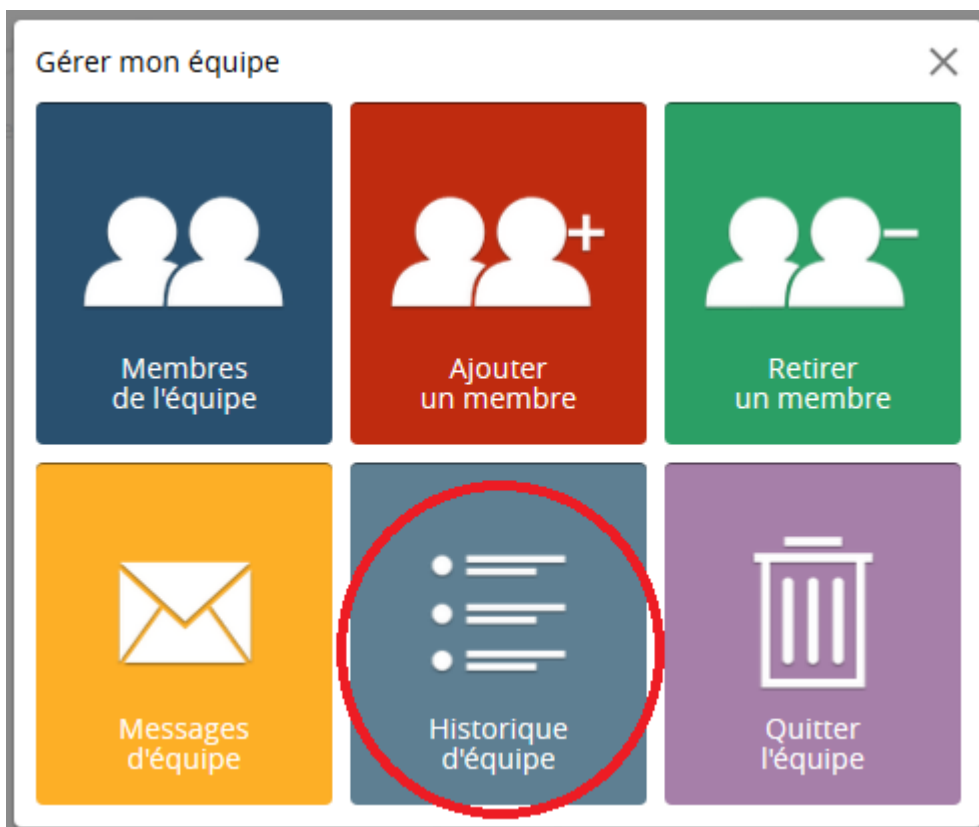 Gérer mon équipe
Membres
de l'équipe
Ajouter
un membre
Retirer
un membre
Messages
d'équipe
Historique
d'équipe
Quitter
l'équipe